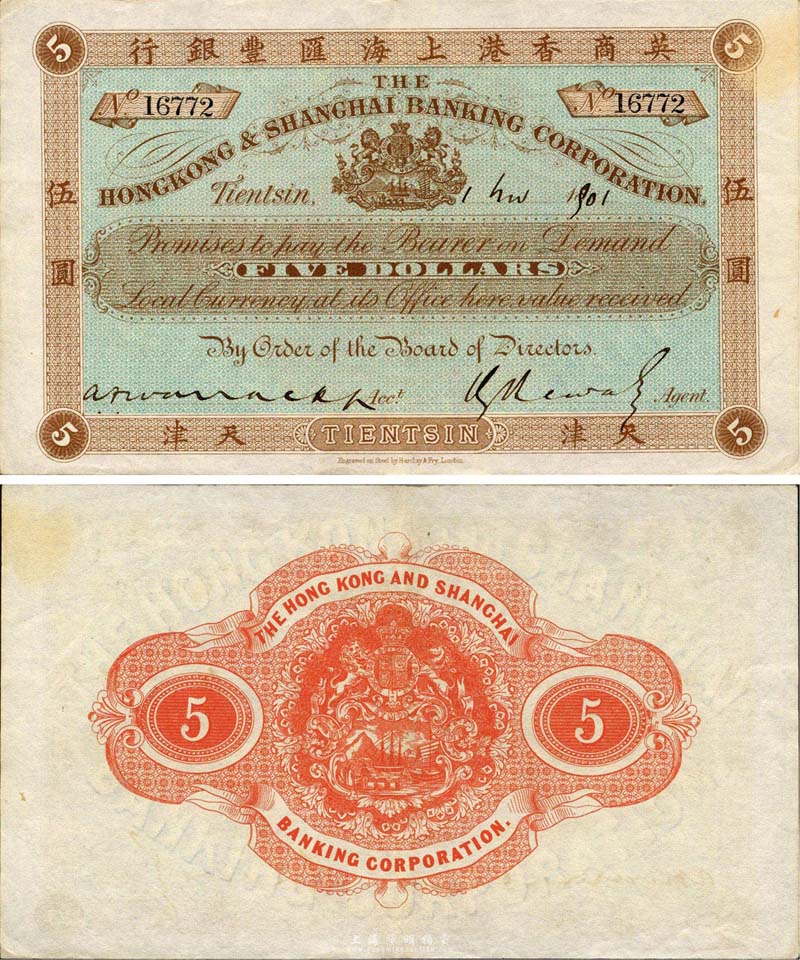 5 行銀豐匯海上港香商英 5
THE
HONGKONG & SHANGHAI BANKING CORPORATION.
No 16772
No 16772
Tientsin, 1 1901
伍圓
伍圓
Promises to pay the Bearer on Demand
FIVE DOLLARS
Local Currency at its Office here value received
By Order of the Board of Directors.
Acct. Agent.
5 津天 TIENTSIN 津天 5
Engraved on Steel by Barclay & Fry, London.
THE HONG KONG AND SHANGHAI
5 5
BANKING CORPORATION.